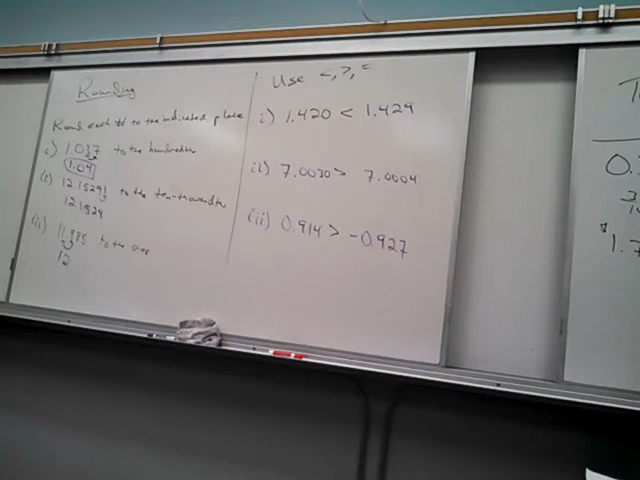 Rounding
Round each # to the indicated place
i) 1.037 to the hundredths
1.04
ii) 12.15291 to the ten-thousandths
12.1529
iii) 11.975 to the ones
12
Use <, >, =
i) 1.420 < 1.429
ii) 7.0030 > 7.0004
iii) 0.914 > -0.927